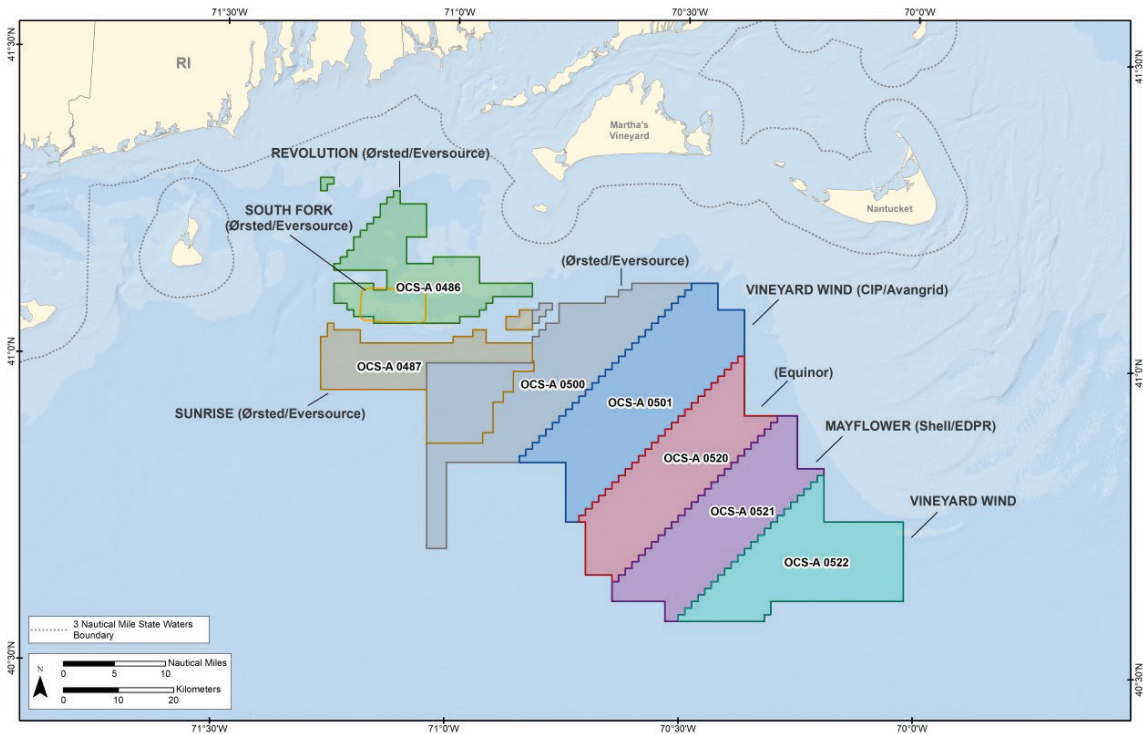 71°30'W
71°0'W
70°30'W
70°0'W
41°30'N
41°30'N
RI
Martha's
Vineyard
REVOLUTION (Ørsted/Eversource)
SOUTH FORK
(Ørsted/Eversource)
Nantucket
(Ørsted/Eversource)
OCS-A 0486
VINEYARD WIND (CIP/Avangrid)
41°0'N
41°0'N
OCS-A 0487
(Equinor)
OCS-A 0500
OCS-A 0501
SUNRISE (Ørsted/Eversource)
MAYFLOWER (Shell/EDPR)
OCS-A 0520
VINEYARD WIND
OCS-A 0521
OCS-A 0522
3 Nautical Mile State Waters
Boundary
40°30'N
40°30'N
N
Nautical Miles
0 5 10
Kilometers
0 10 20
71°30'W
71°0'W
70°30'W
70°0'W